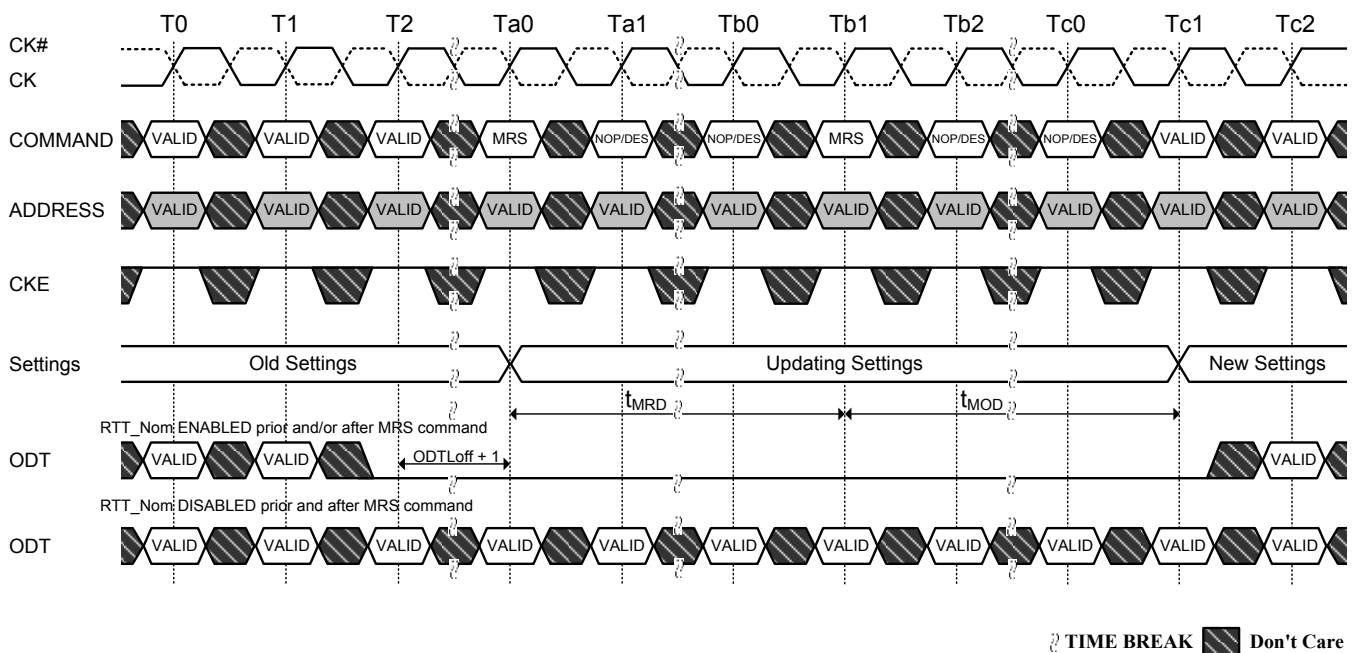 T0 T1 T2 Ta0 Ta1 Tb0 Tb1 Tb2 Tc0 Tc1 Tc2
CK#
CK
COMMAND VALID VALID VALID MRS NOP/DES NOP/DES MRS NOP/DES NOP/DES VALID VALID
ADDRESS VALID VALID VALID VALID VALID VALID VALID VALID VALID VALID VALID
CKE
Settings Old Settings Updating Settings New Settings
tMRD tMOD
RTT_Nom ENABLED prior and/or after MRS command
ODT VALID VALID ODTLoff + 1 VALID
RTT_Nom DISABLED prior and after MRS command
ODT VALID VALID VALID VALID VALID VALID VALID VALID VALID VALID VALID
TIME BREAK Don't Care